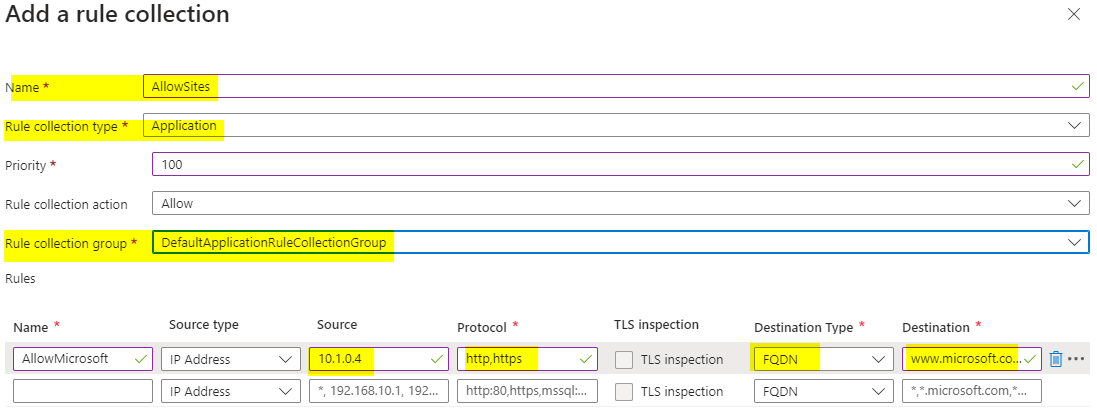 Add a rule collection
Name * AllowSites
Rule collection type * Application
Priority * 100
Rule collection action Allow
Rule collection group * DefaultApplicationRuleCollectionGroup
Rules
Name * Source type Source Protocol * TLS inspection Destination Type * Destination *
AllowMicrosoft IP Address 10.1.0.4 http,https TLS inspection FQDN www.microsoft.co...
IP Address *, 192.168.10.1, 192... http:80,https,mssql:... TLS inspection FQDN *,*.microsoft.com,*...